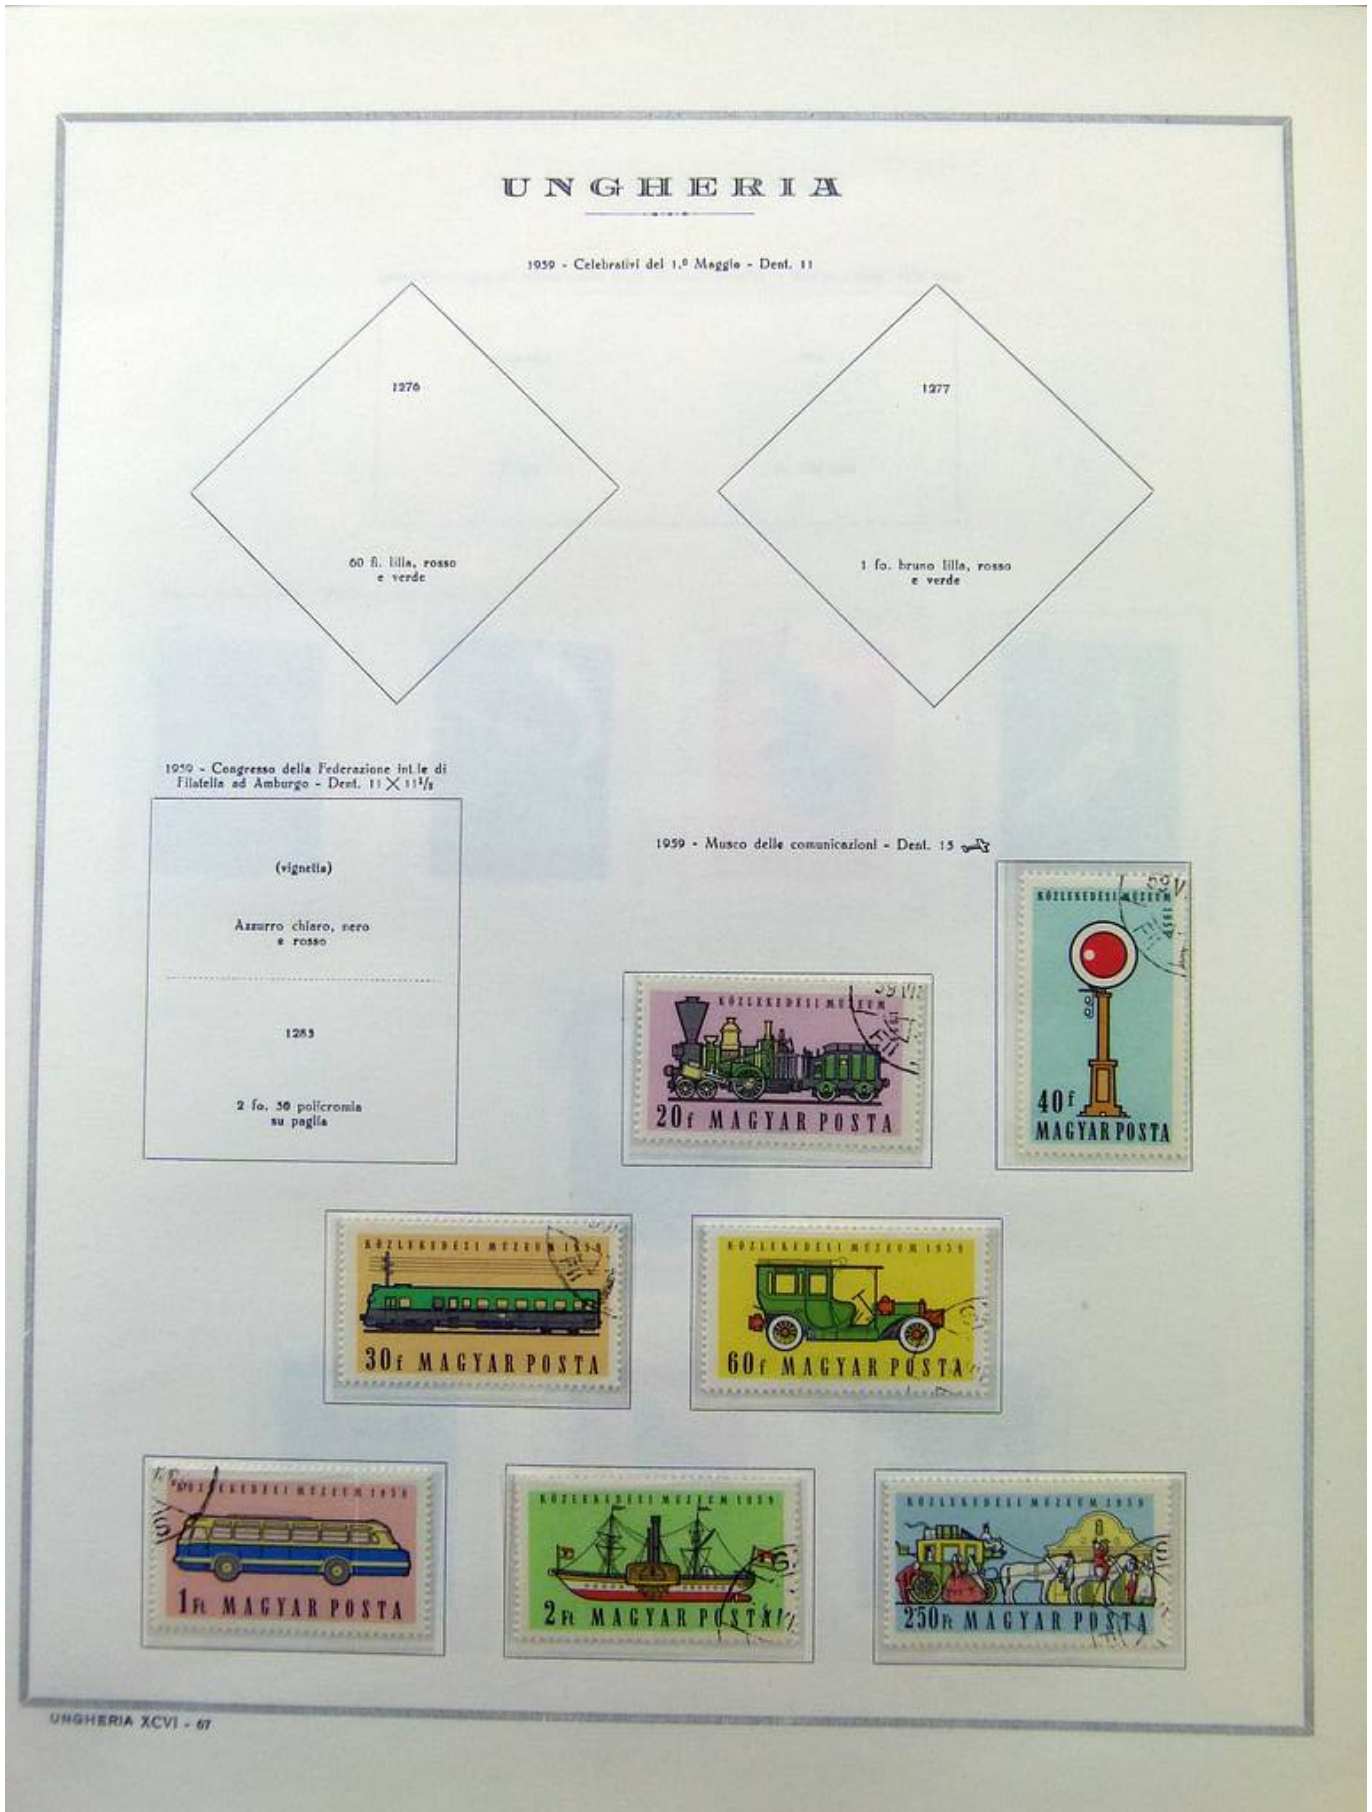 UNGHERIA
1959 - Celebrativi del 1.º Maggio - Dent. 11
1276
60 fi. lilla, rosso
e verde
1277
1 fo. bruno lilla, rosso
e verde
1959 - Congresso della Federazione int.le di
Filatelia ad Amburgo - Dent. 11 X 11½
(vignetta)
Azzurro chiaro, nero
e rosso
1283
2 fo. 50 policromia
su paglia
1959 - Museo delle comunicazioni - Dent. 15
KÖZLEKEDÉSI MÚZEUM
20f MAGYAR POSTA
KÖZLEKEDÉSI MÚZEUM
40f
MAGYAR POSTA
KÖZLEKEDÉSI MÚZEUM 1959
30f MAGYAR POSTA
KÖZLEKEDÉSI MÚZEUM 1959
60f MAGYAR POSTA
KÖZLEKEDÉSI MÚZEUM 1959
1Ft MAGYAR POSTA
KÖZLEKEDÉSI MÚZEUM 1959
2Ft MAGYAR POSTA
KÖZLEKEDÉSI MÚZEUM 1959
250Ft MAGYAR POSTA
UNGHERIA XCVI - 67